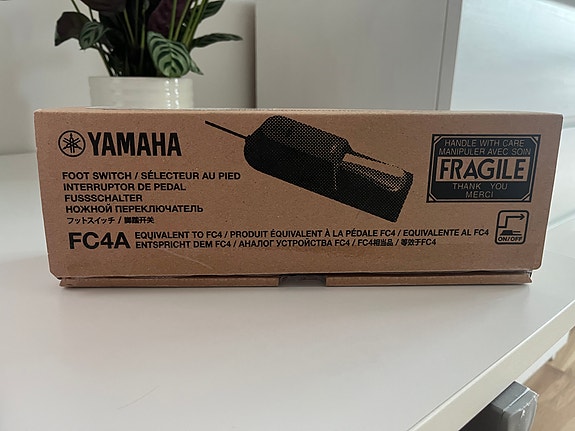 YAMAHA
FOOT SWITCH / SÉLECTEUR AU PIED
INTERRUPTOR DE PEDAL
FUSSSCHALTER
НОЖНОЙ ПЕРЕКЛЮЧАТЕЛЬ
フットスイッチ / 脚踏开关
FC4A
EQUIVALENT TO FC4 / PRODUIT ÉQUIVALENT À LA PÉDALE FC4 / EQUIVALENTE AL FC4
ENTSPRICHT DEM FC4 / АНАЛОГ УСТРОЙСТВА FC4 / FC4相当品 / 等效于FC4
HANDLE WITH CARE
MANIPULER AVEC SOIN
FRAGILE
THANK YOU
MERCI
ON/OFF